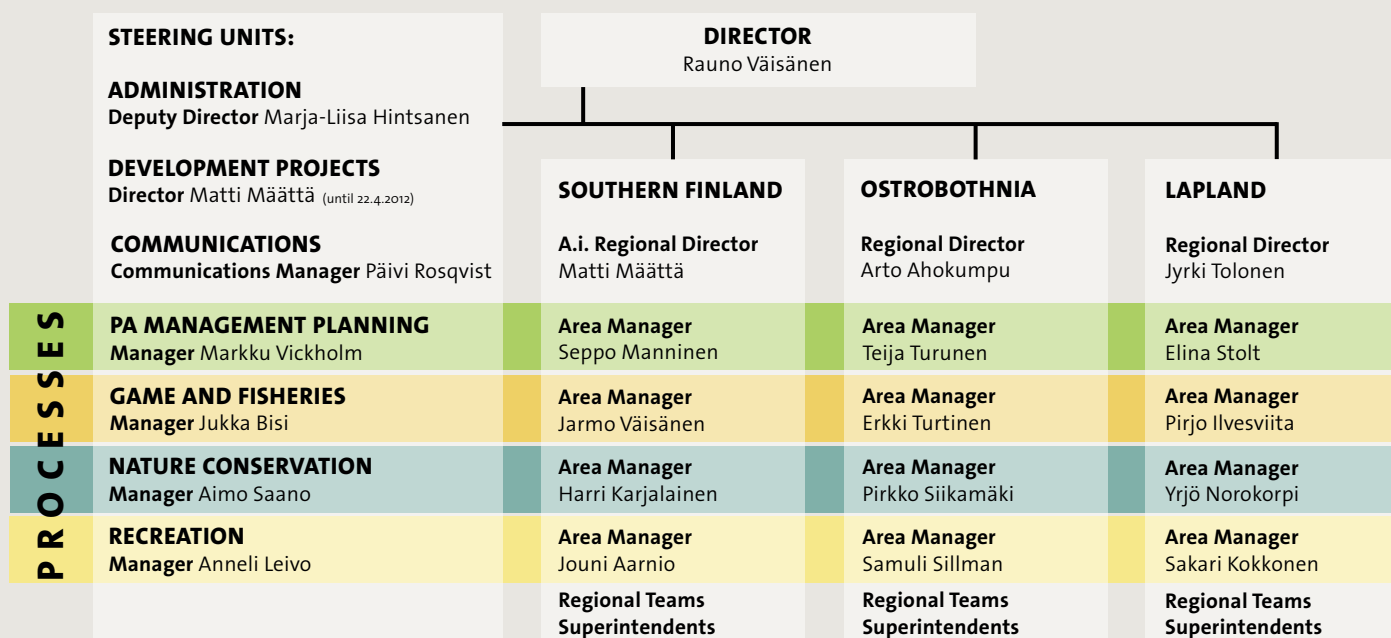 STEERING UNITS:
ADMINISTRATION
Deputy Director Marja-Liisa Hintsanen
DEVELOPMENT PROJECTS
Director Matti Määttä (until 22.4.2012)
COMMUNICATIONS
Communications Manager Päivi Rosqvist
DIRECTOR
Rauno Väisänen
SOUTHERN FINLAND
A.i. Regional Director
Matti Määttä
OSTROBOTHNIA
Regional Director
Arto Ahokumpu
LAPLAND
Regional Director
Jyrki Tolonen
PROCESSES
PA MANAGEMENT PLANNING
Manager Markku Vickholm
Area Manager
Seppo Manninen
Area Manager
Teija Turunen
Area Manager
Elina Stolt
GAME AND FISHERIES
Manager Jukka Bisi
Area Manager
Jarmo Väisänen
Area Manager
Erkki Turtinen
Area Manager
Pirjo Ilvesviita
NATURE CONSERVATION
Manager Aimo Saano
Area Manager
Harri Karjalainen
Area Manager
Pirkko Siikamäki
Area Manager
Yrjö Norokorpi
RECREATION
Manager Anneli Leivo
Area Manager
Jouni Aarnio
Area Manager
Samuli Sillman
Area Manager
Sakari Kokkonen
Regional Teams
Superintendents
Regional Teams
Superintendents
Regional Teams
Superintendents